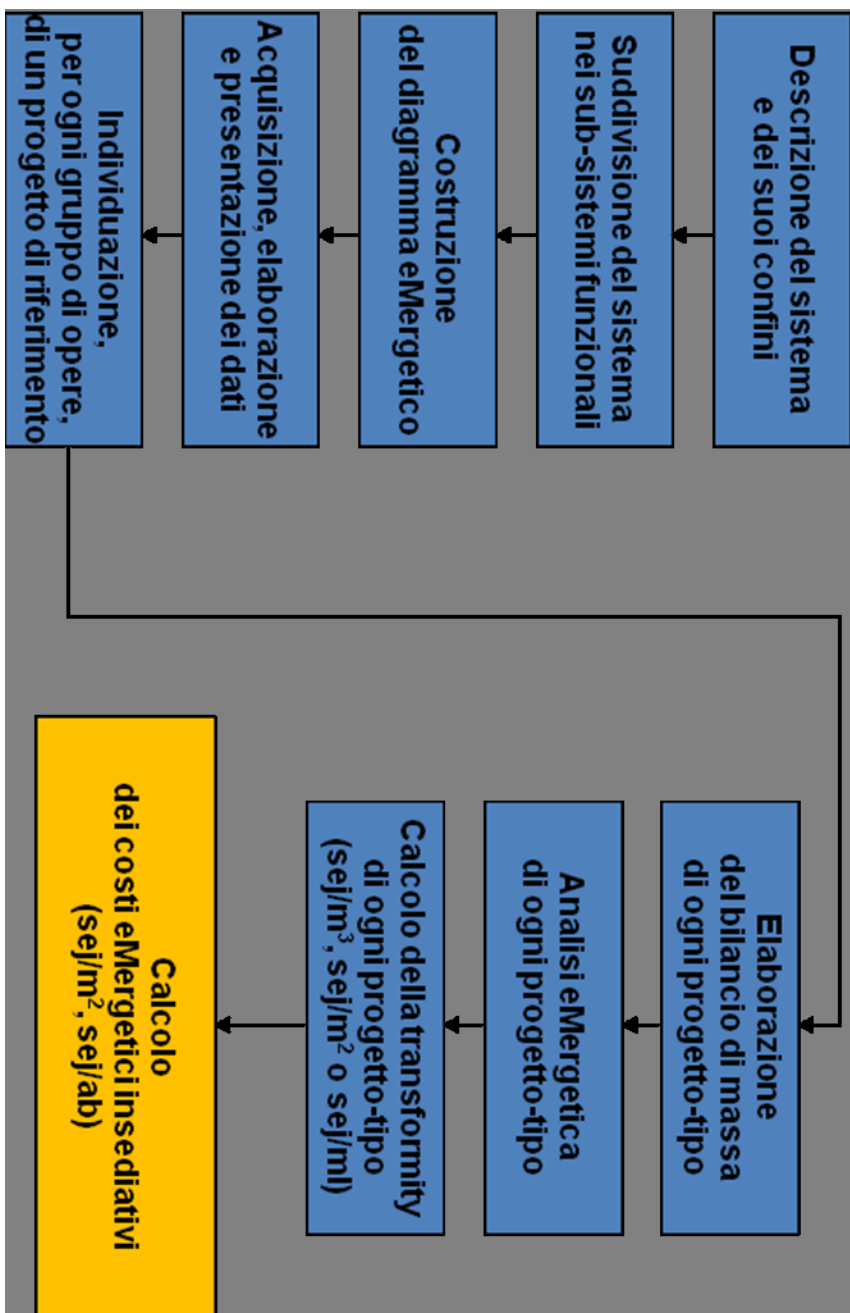 Descrizione del sistema
e dei suoi confini
Suddivisione del sistema
nei sub-sistemi funzionali
Costruzione
del diagramma eMergetico
Acquisizione, elaborazione
e presentazione dei dati
Individuazione,
per ogni gruppo di opere,
di un progetto di riferimento
Elaborazione
del bilancio di massa
di ogni progetto-tipo
Analisi eMergetica
di ogni progetto-tipo
Calcolo della transformity
di ogni progetto-tipo
(sej/m³, sej/m² o sej/ml)
Calcolo
dei costi eMergetici insediativi
(sej/m², sej/ab)